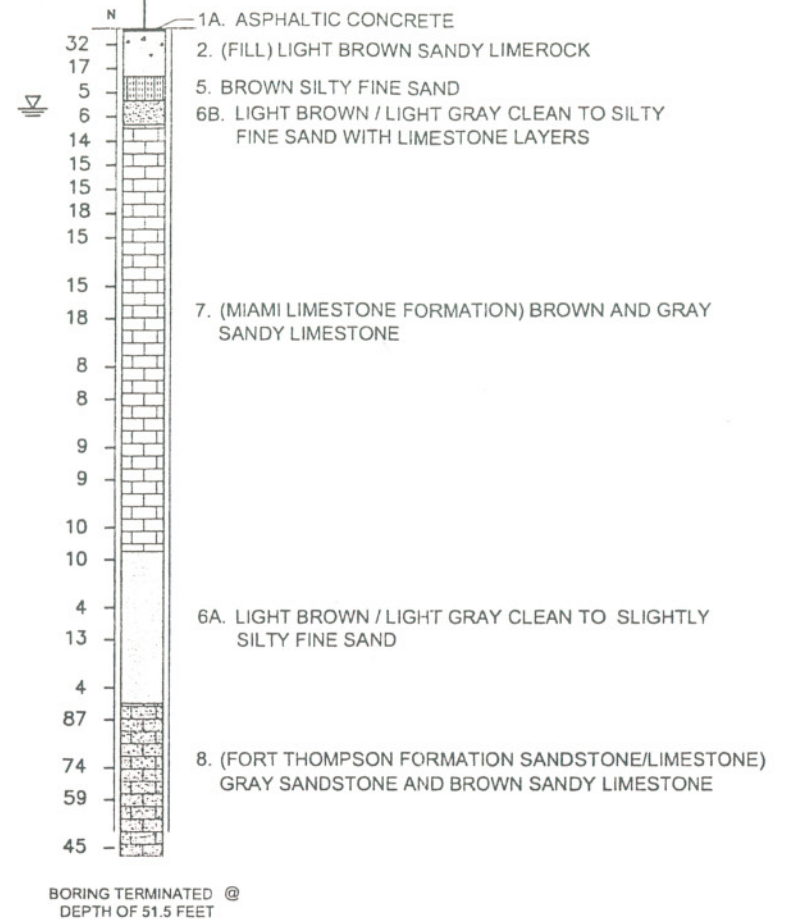 N
1A. ASPHALTIC CONCRETE
32
2. (FILL) LIGHT BROWN SANDY LIMEROCK
17
5
5. BROWN SILTY FINE SAND
6
6B. LIGHT BROWN / LIGHT GRAY CLEAN TO SILTY
FINE SAND WITH LIMESTONE LAYERS
14
15
15
18
15
15
18
7. (MIAMI LIMESTONE FORMATION) BROWN AND GRAY
SANDY LIMESTONE
8
8
9
9
10
10
4
6A. LIGHT BROWN / LIGHT GRAY CLEAN TO SLIGHTLY
SILTY FINE SAND
13
4
87
74
8. (FORT THOMPSON FORMATION SANDSTONE/LIMESTONE)
GRAY SANDSTONE AND BROWN SANDY LIMESTONE
59
45
BORING TERMINATED @
DEPTH OF 51.5 FEET